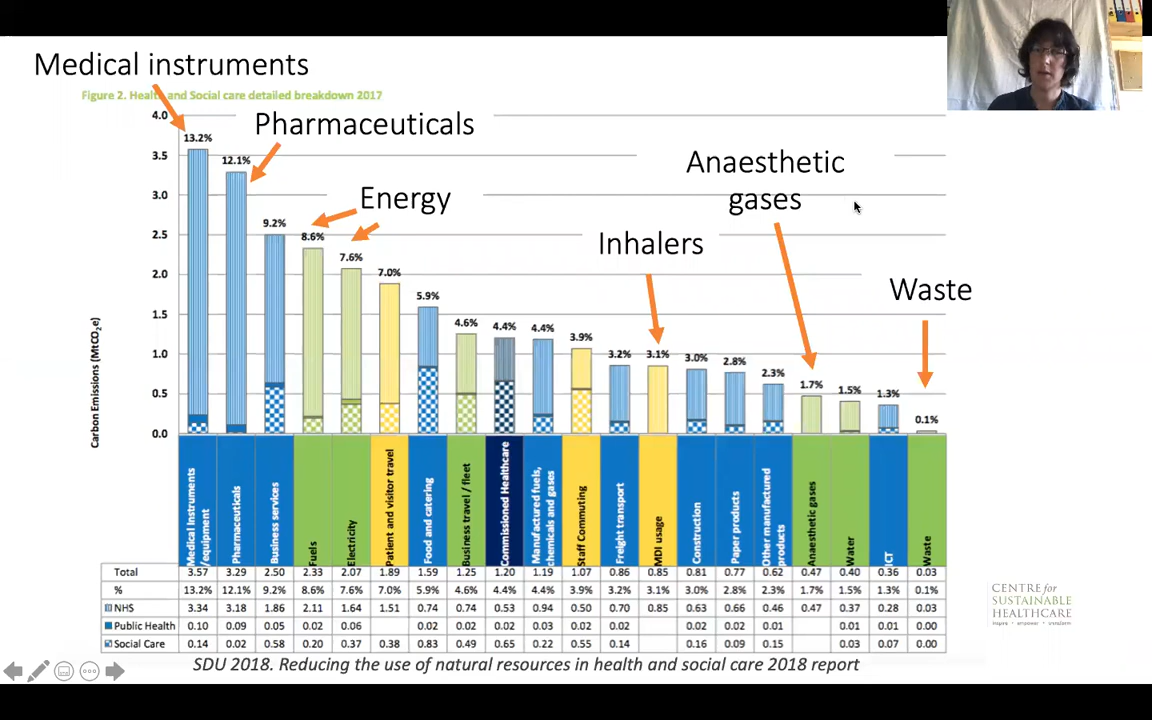 Medical instruments
Figure 2. Health and Social care detailed breakdown 2017
Pharmaceuticals
Energy
Anaesthetic
gases
Inhalers
Waste
Carbon Emissions (MtCO2e)
4.0
3.5
3.0
2.5
2.0
1.5
1.0
0.5
0.0
13.2% 12.1% 9.2% 8.6% 7.6% 7.0% 5.9% 4.6% 4.4% 4.4% 3.9% 3.2% 3.1% 3.0% 2.8% 2.3% 1.7% 1.5% 1.3% 0.1%
Medical Instruments
/equipment
Pharmaceuticals
Business services
Fuels
Electricity
Patient and visitor travel
Food and catering
Business travel / fleet
Commissioned Healthcare
Manufactured fuels,
chemicals and gases
Staff Commuting
Freight transport
MDI usage
Construction
Paper products
Other manufactured
products
Anaesthetic gases
Water
ICT
Waste
Total 3.57 3.29 2.50 2.33 2.07 1.89 1.59 1.25 1.20 1.19 1.07 0.86 0.85 0.81 0.77 0.62 0.47 0.40 0.36 0.03
% 13.2% 12.1% 9.2% 8.6% 7.6% 7.0% 5.9% 4.6% 4.4% 4.4% 3.9% 3.2% 3.1% 3.0% 2.8% 2.3% 1.7% 1.5% 1.3% 0.1%
NHS 3.34 3.18 1.86 2.11 1.64 1.51 0.74 0.74 0.53 0.94 0.50 0.70 0.85 0.63 0.66 0.46 0.47 0.37 0.28 0.03
Public Health 0.10 0.09 0.05 0.02 0.06 0.02 0.02 0.02 0.03 0.02 0.02 0.02 0.02 0.01 0.01 0.01 0.00
Social Care 0.14 0.02 0.58 0.20 0.37 0.38 0.83 0.49 0.65 0.22 0.55 0.14 0.16 0.09 0.15 0.03 0.07 0.00
SDU 2018. Reducing the use of natural resources in health and social care 2018 report
CENTRE for
SUSTAINABLE
HEALTHCARE
inspire • empower • transform